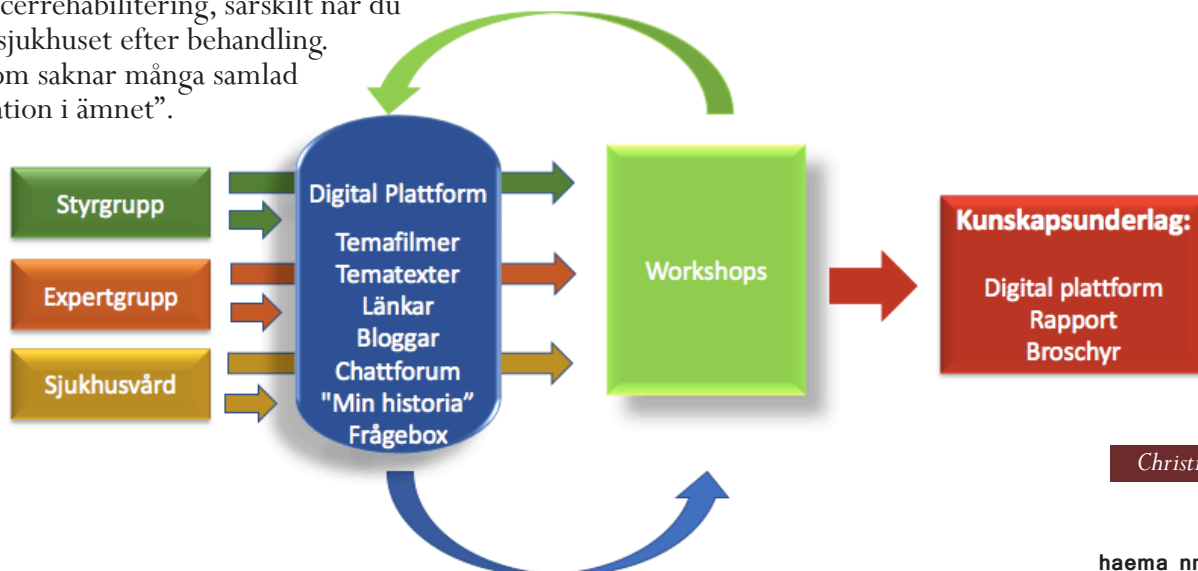 cerrehabilitering, särskilt när du
sjukhuset efter behandling.
om saknar många samlad
ation i ämnet”.
Styrgrupp
Expertgrupp
Sjukhusvård
Digital Plattform
Temafilmer
Tematexter
Länkar
Bloggar
Chattforum
"Min historia”
Frågebox
Workshops
Kunskapsunderlag:
Digital plattform
Rapport
Broschyr
Christi
haema nr